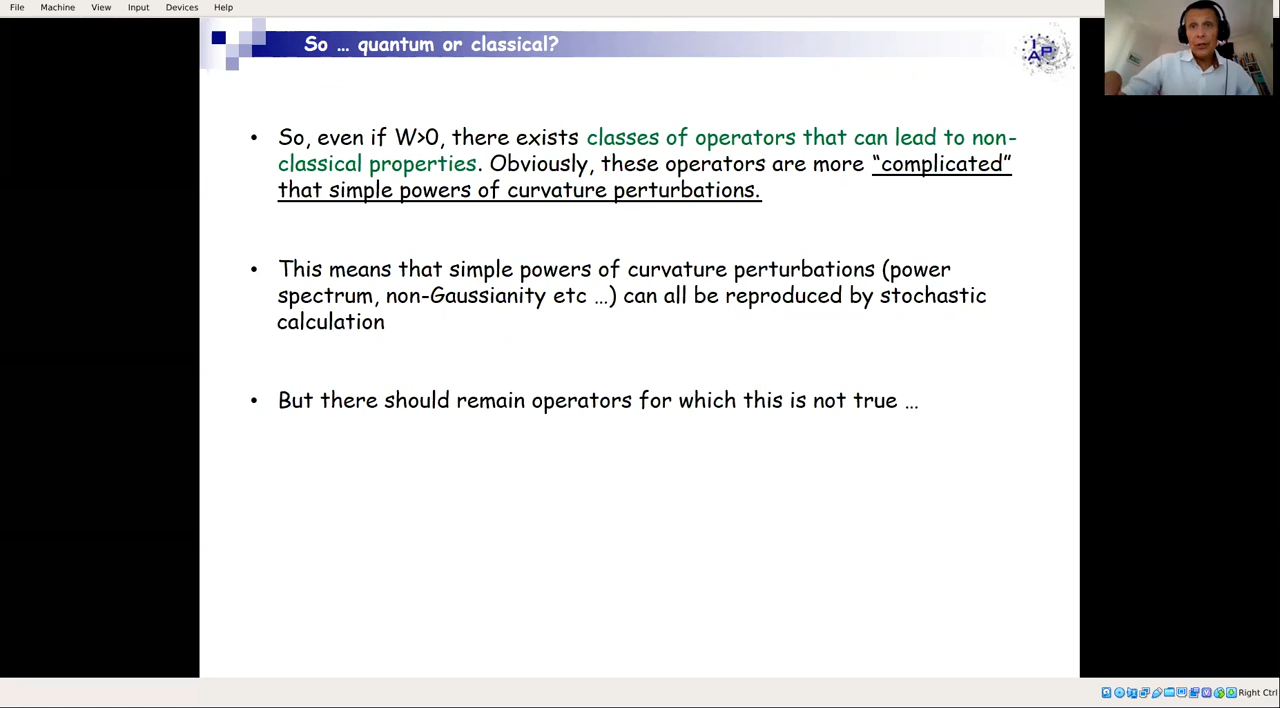 File Machine View Input Devices Help
So … quantum or classical?
IAP
• So, even if W>0, there exists classes of operators that can lead to non-
classical properties. Obviously, these operators are more “complicated”
that simple powers of curvature perturbations.
• This means that simple powers of curvature perturbations (power
spectrum, non-Gaussianity etc …) can all be reproduced by stochastic
calculation
• But there should remain operators for which this is not true …
Right Ctrl